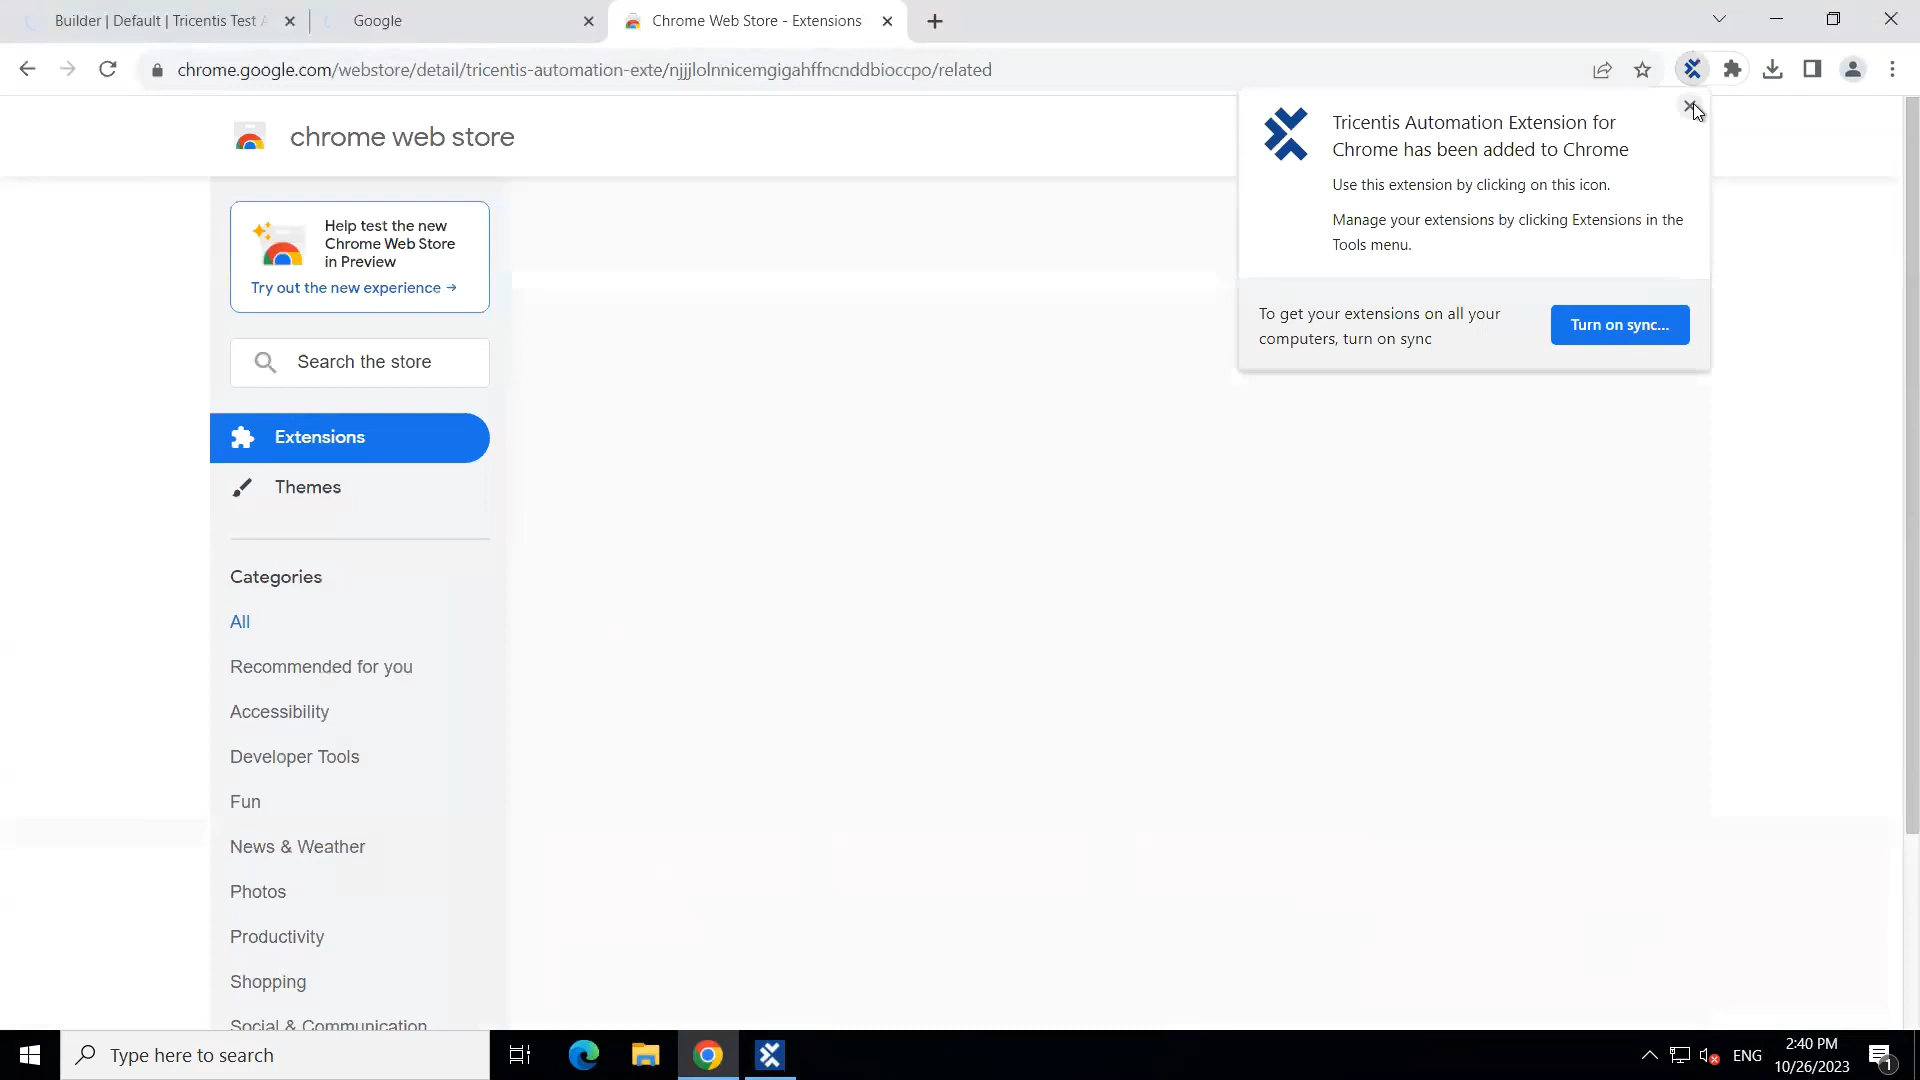 Builder | Default | Tricentis Test A
Google
Chrome Web Store - Extensions
chrome.google.com/webstore/detail/tricentis-automation-exte/njjjlolnnicemgigahffncnddbioccpo/related
chrome web store
Tricentis Automation Extension for
Chrome has been added to Chrome
Use this extension by clicking on this icon.
Manage your extensions by clicking Extensions in the
Tools menu.
To get your extensions on all your
computers, turn on sync
Turn on sync...
Help test the new
Chrome Web Store
in Preview
Try out the new experience →
Search the store
Extensions
Themes
Categories
All
Recommended for you
Accessibility
Developer Tools
Fun
News & Weather
Photos
Productivity
Shopping
Social & Communication
Type here to search
ENG
2:40 PM
10/26/2023
1